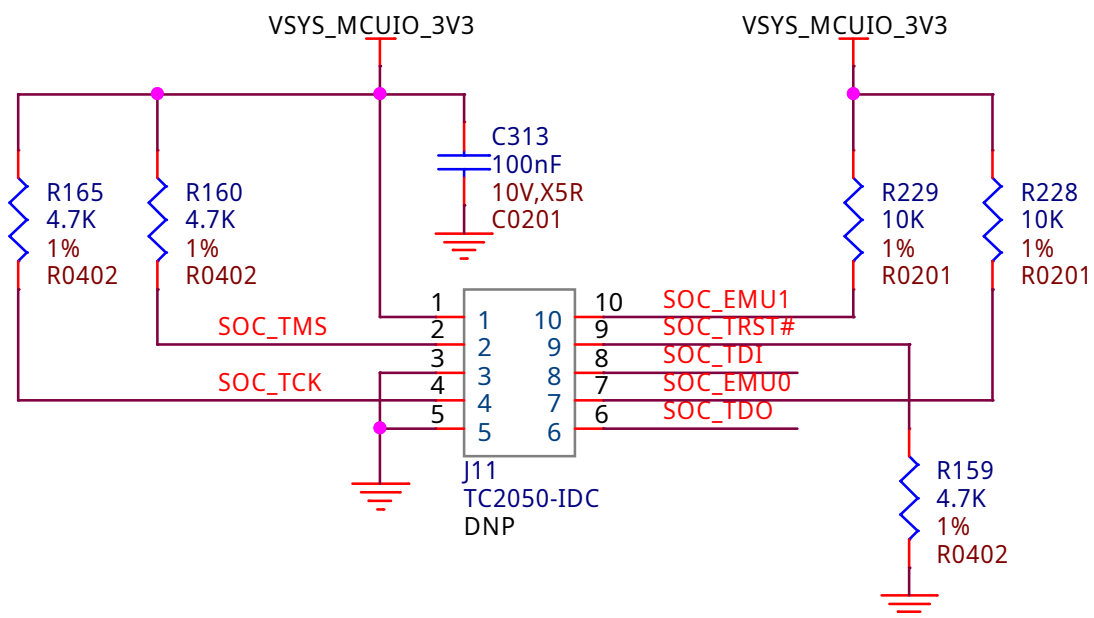 VSYS_MCUIO_3V3
VSYS_MCUIO_3V3
C313
100nF
10V,X5R
C0201
R165
4.7K
1%
R0402
R160
4.7K
1%
R0402
R229
10K
1%
R0201
R228
10K
1%
R0201
SOC_TMS
SOC_TCK
1
2
3
4
5
1
2
3
4
5
10
9
8
7
6
10
9
8
7
6
SOC_EMU1
SOC_TRST#
SOC_TDI
SOC_EMU0
SOC_TDO
J11
TC2050-IDC
DNP
R159
4.7K
1%
R0402